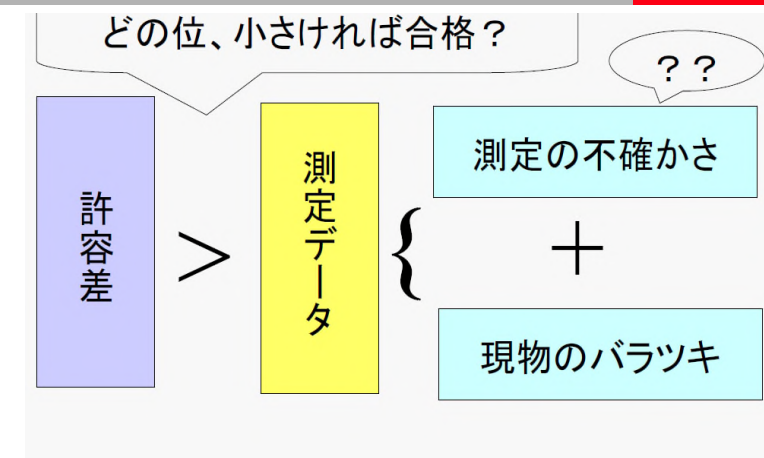 どの位、小さければ合格？
？？
許容差
＞
測定データ
｛
測定の不確かさ
＋
現物のバラツキ